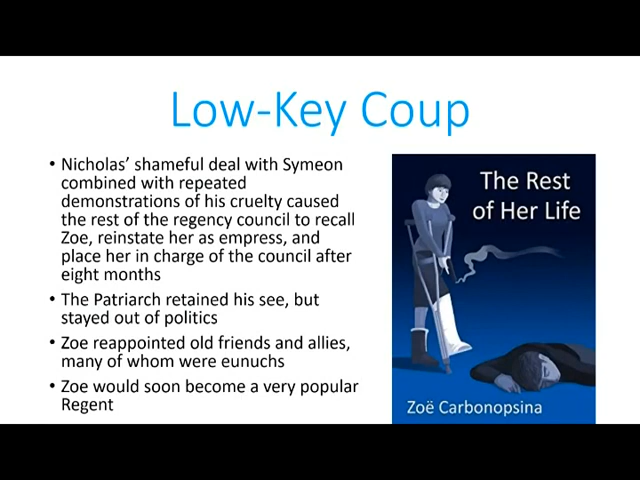 Low-Key Coup
• Nicholas’ shameful deal with Symeon
combined with repeated
demonstrations of his cruelty caused
the rest of the regency council to recall
Zoe, reinstate her as empress, and
place her in charge of the council after
eight months
• The Patriarch retained his see, but
stayed out of politics
• Zoe reappointed old friends and allies,
many of whom were eunuchs
• Zoe would soon become a very popular
Regent
The Rest
of Her Life
Zoë Carbonopsina